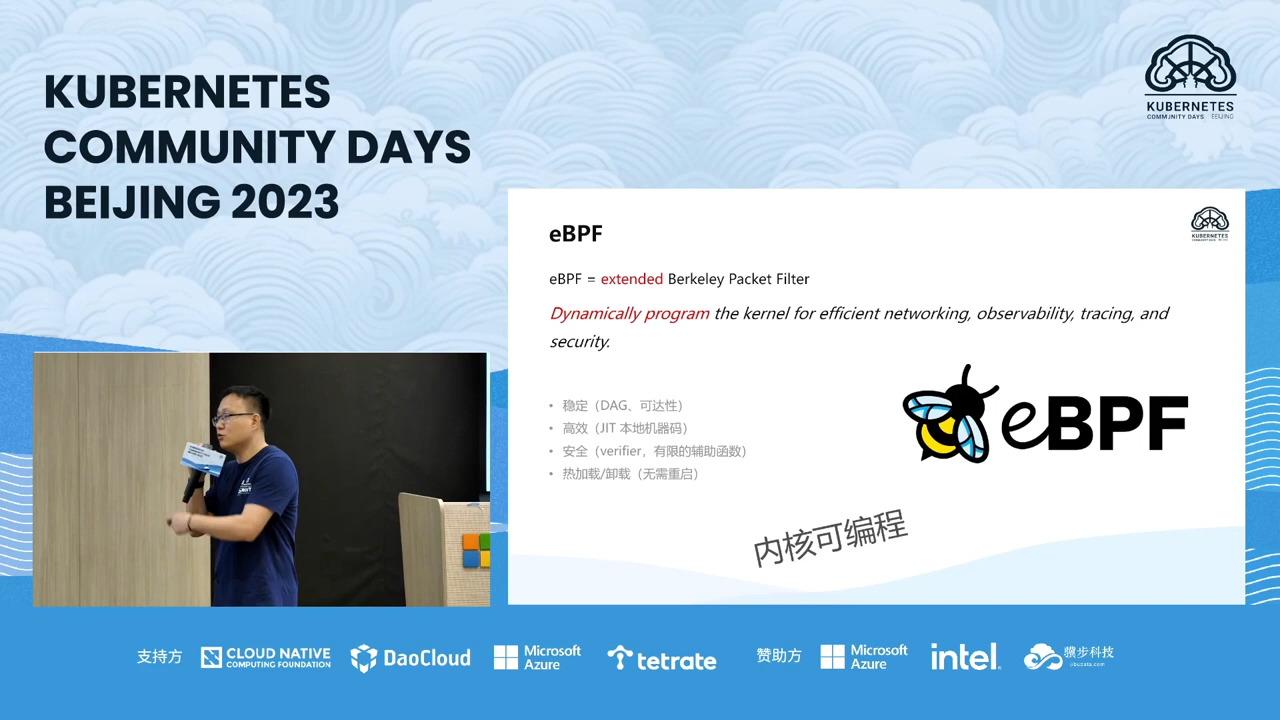 KUBERNETES
COMMUNITY DAYS
BEIJING 2023
KUBERNETES
COMMUNITY DAYS BEIJING
eBPF
KUBERNETES
eBPF = extended Berkeley Packet Filter
Dynamically program the kernel for efficient networking, observability, tracing, and
security.
• 稳定（DAG、可达性）
• 高效（JIT 本地机器码）
• 安全（verifier，有限的辅助函数）
• 热加载/卸载（无需重启）
eBPF
内核可编程
支持方
CLOUD NATIVE
COMPUTING FOUNDATION
DaoCloud
Microsoft
Azure
tetrate
赞助方
Microsoft
Azure
intel.
骥步科技
jibudata.com